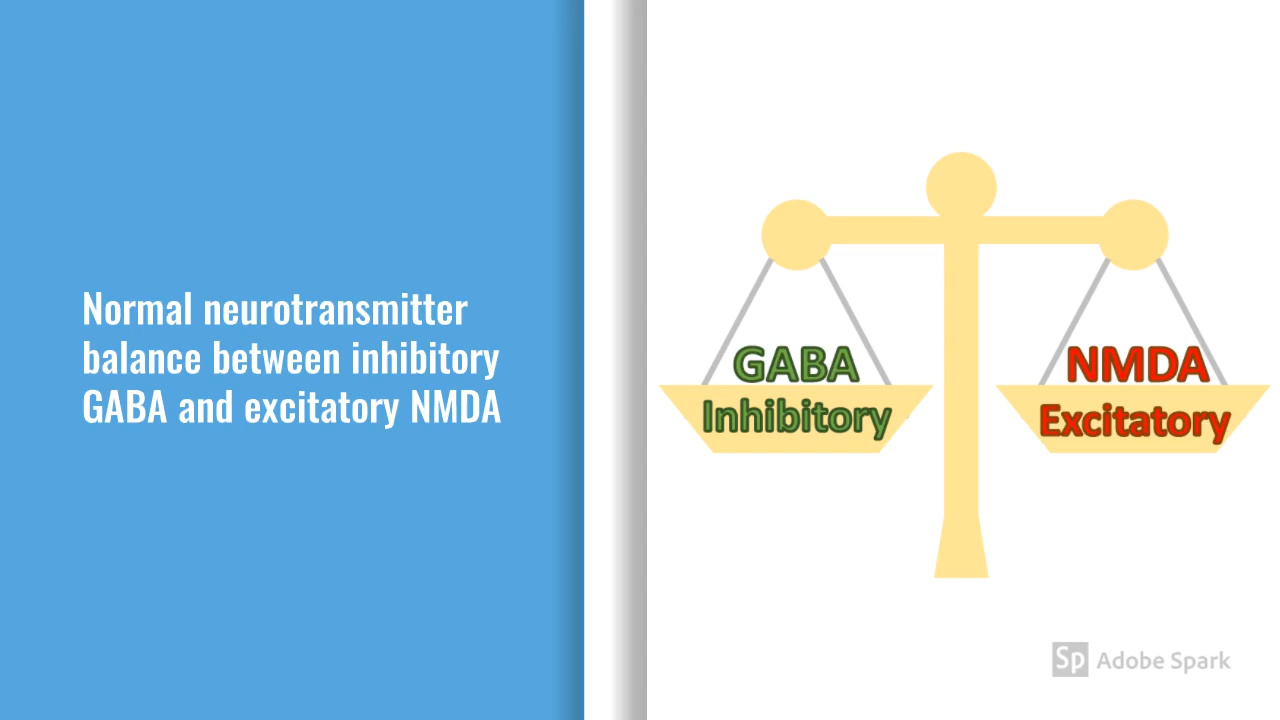 Normal neurotransmitter
balance between inhibitory
GABA and excitatory NMDA
GABA
Inhibitory
NMDA
Excitatory
Sp Adobe Spark